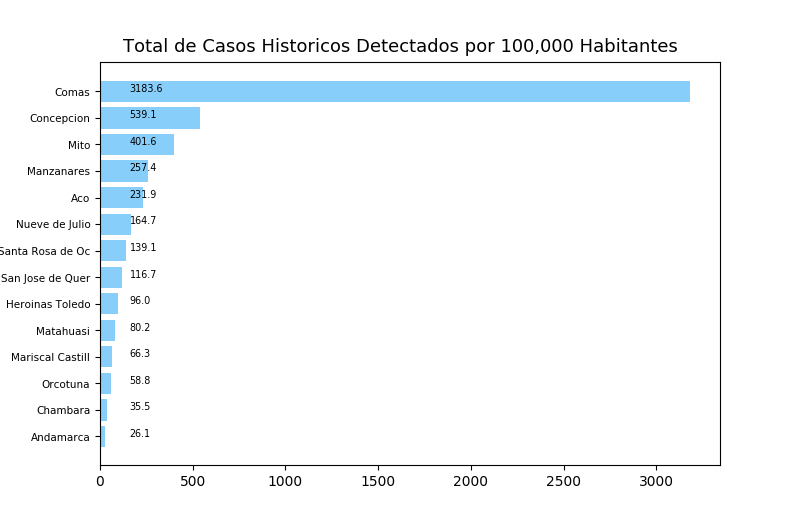 Total de Casos Historicos Detectados por 100,000 Habitantes
Comas 3183.6
Concepcion 539.1
Mito 401.6
Manzanares 257.4
Aco 231.9
Nueve de Julio 164.7
Santa Rosa de Oc 139.1
San Jose de Quer 116.7
Heroinas Toledo 96.0
Matahuasi 80.2
Mariscal Castill 66.3
Orcotuna 58.8
Chambara 35.5
Andamarca 26.1
0 500 1000 1500 2000 2500 3000